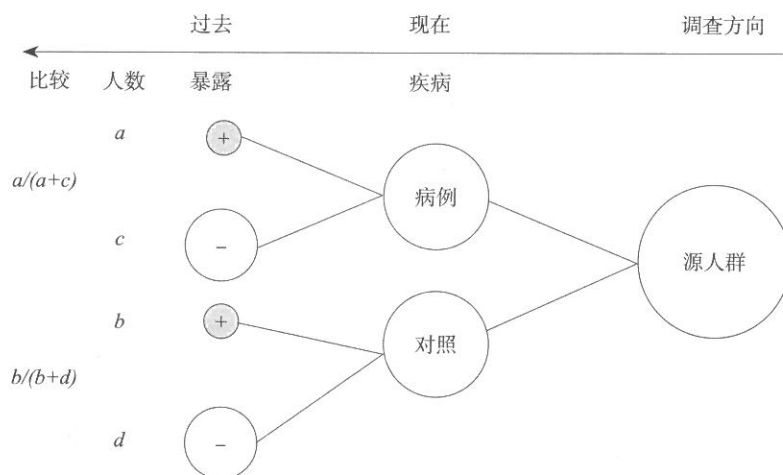 过去 现在 调查方向
比较 人数 暴露 疾病
a +
a/(a+c) 病例
c −
源人群
b +
对照
b/(b+d)
d −